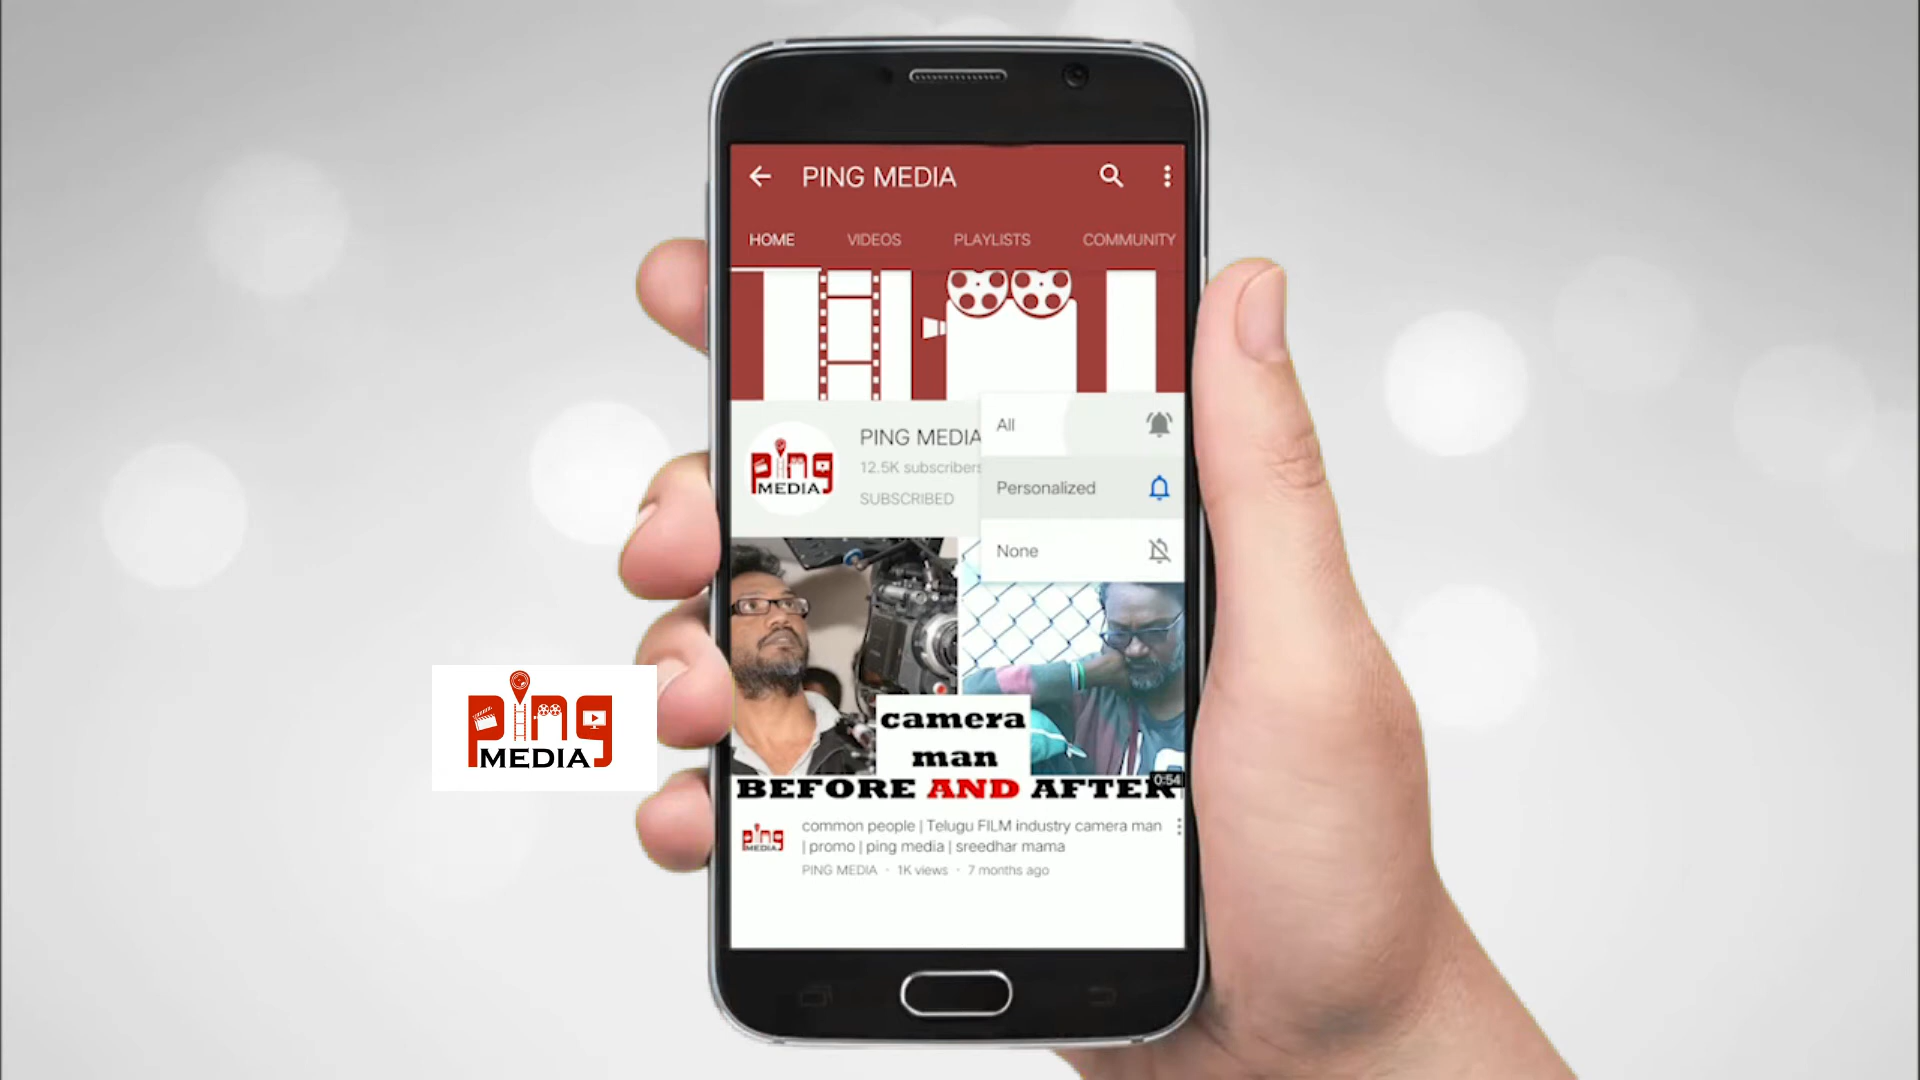 PING MEDIA
HOME VIDEOS PLAYLISTS COMMUNITY
PING MEDIA
12.5K subscribers
SUBSCRIBED
All
Personalized
None
ping
MEDIA
camera
man
BEFORE AND AFTER
0:54
ping
MEDIA
common people | Telugu FILM industry camera man
| promo | ping media | sreedhar mama
PING MEDIA · 1K views · 7 months ago
ping
MEDIA